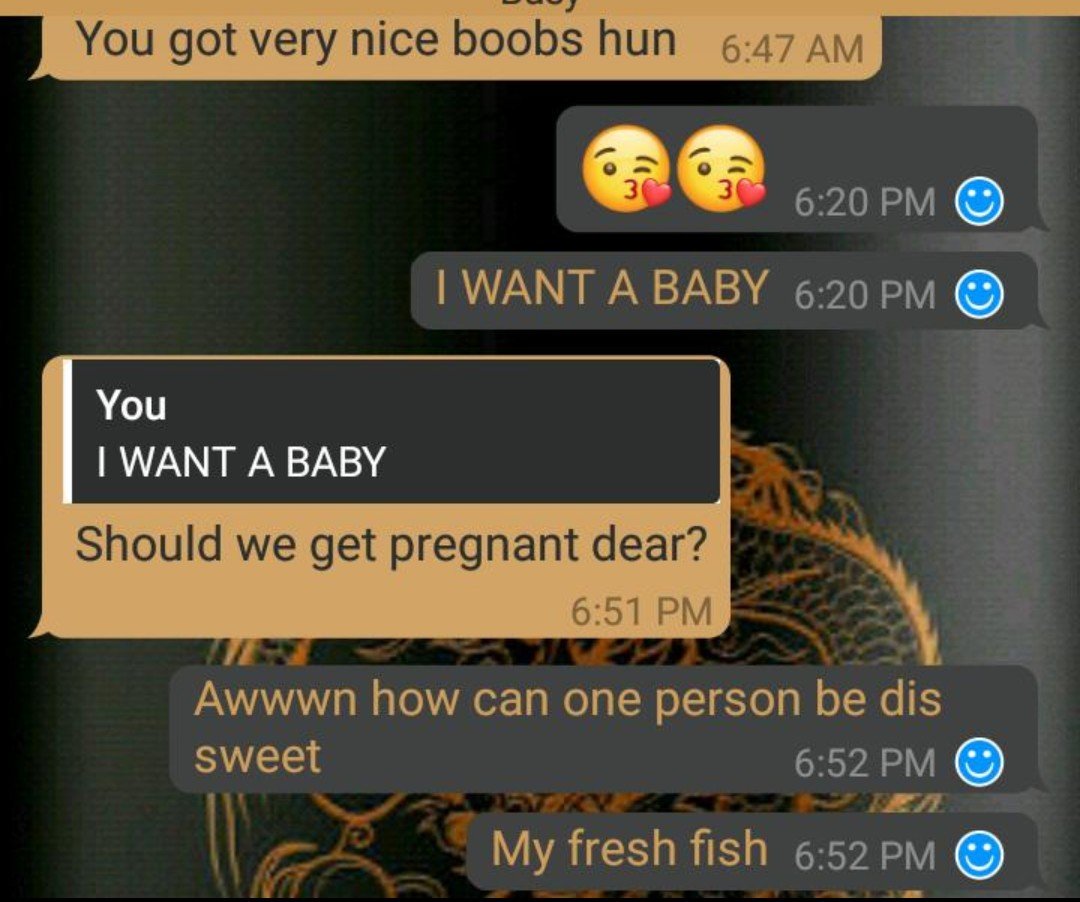 You got very nice boobs hun 6:47 AM
😘😘 6:20 PM
I WANT A BABY 6:20 PM
You
I WANT A BABY
Should we get pregnant dear?
6:51 PM
Awwwn how can one person be dis
sweet 6:52 PM
My fresh fish 6:52 PM